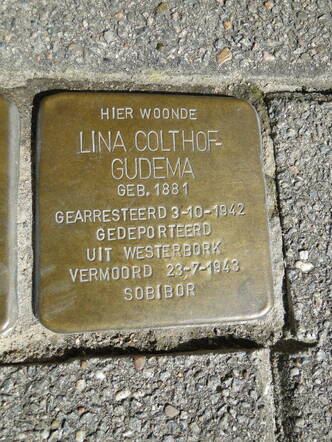 HIER WOONDE
LINA COLTHOF-
GUDEMA
GEB. 1881
GEARRESTEERD 3-10-1942
GEDEPORTEERD
UIT WESTERBORK
VERMOORD 23-7-1943
SOBIBOR